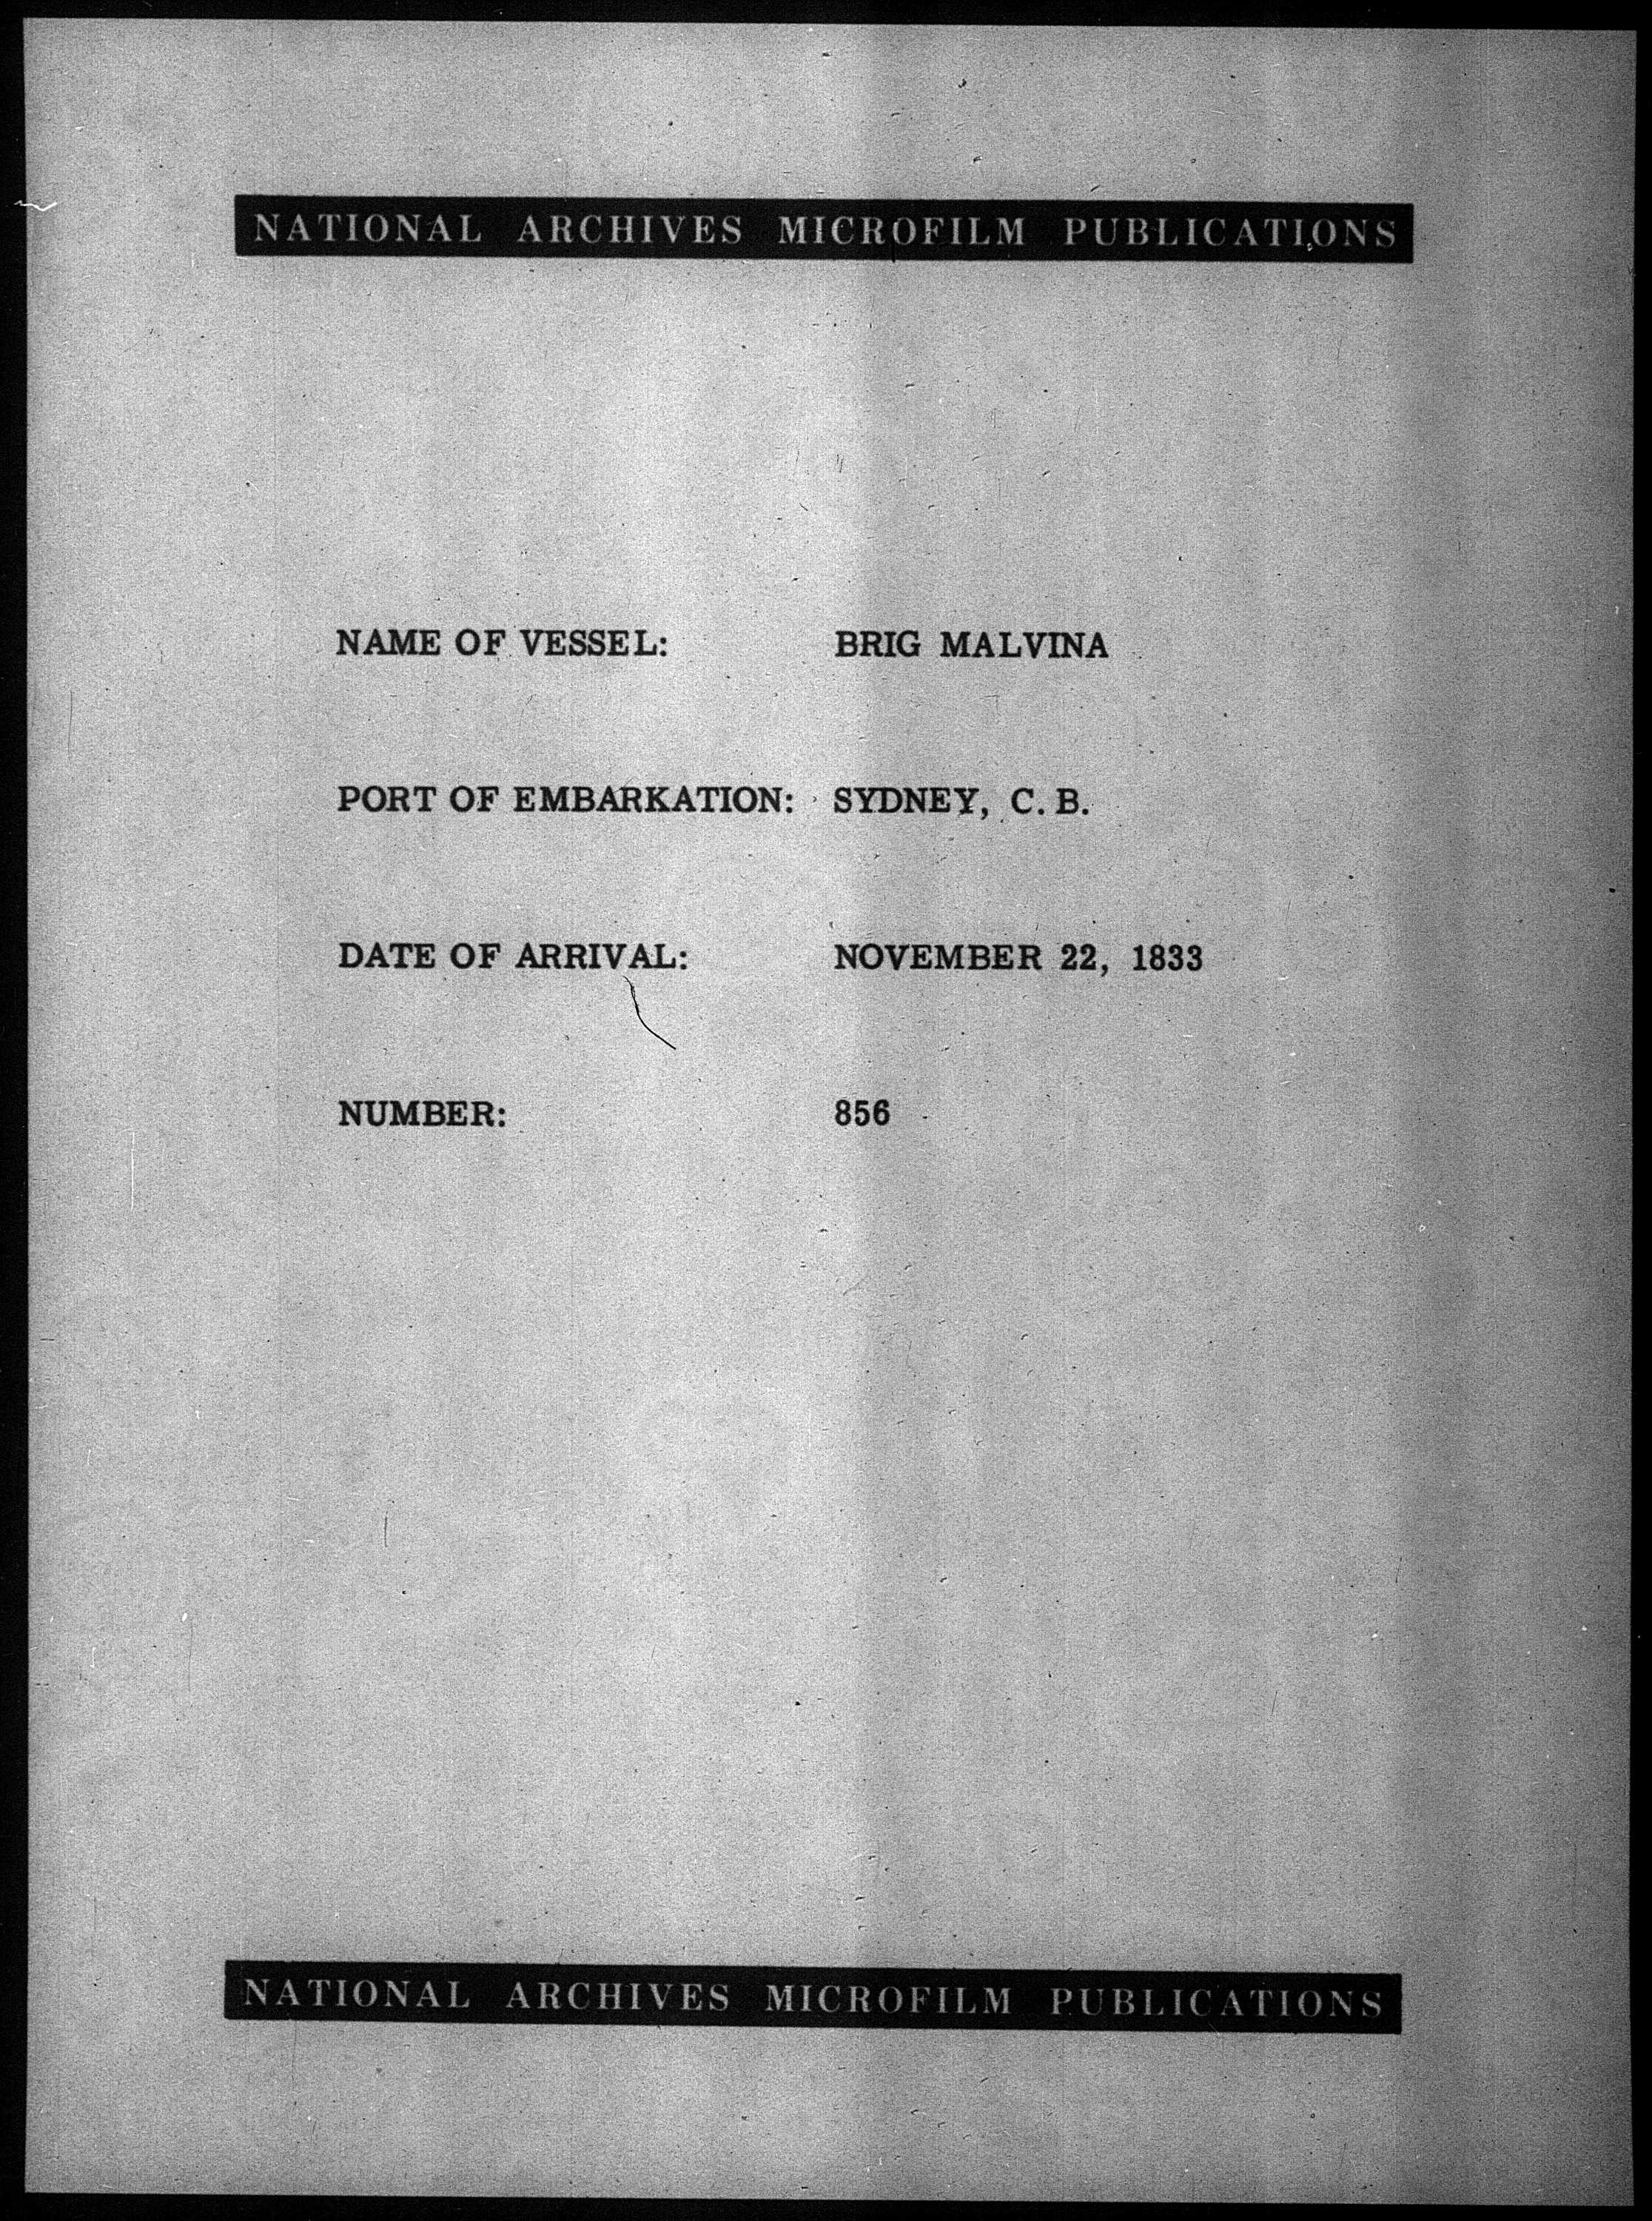 NATIONAL ARCHIVES MICROFILM PUBLICATIONS
NAME OF VESSEL: BRIG MALVINA
PORT OF EMBARKATION: SYDNEY, C. B.
DATE OF ARRIVAL: NOVEMBER 22, 1833
NUMBER: 856
NATIONAL ARCHIVES MICROFILM PUBLICATIONS